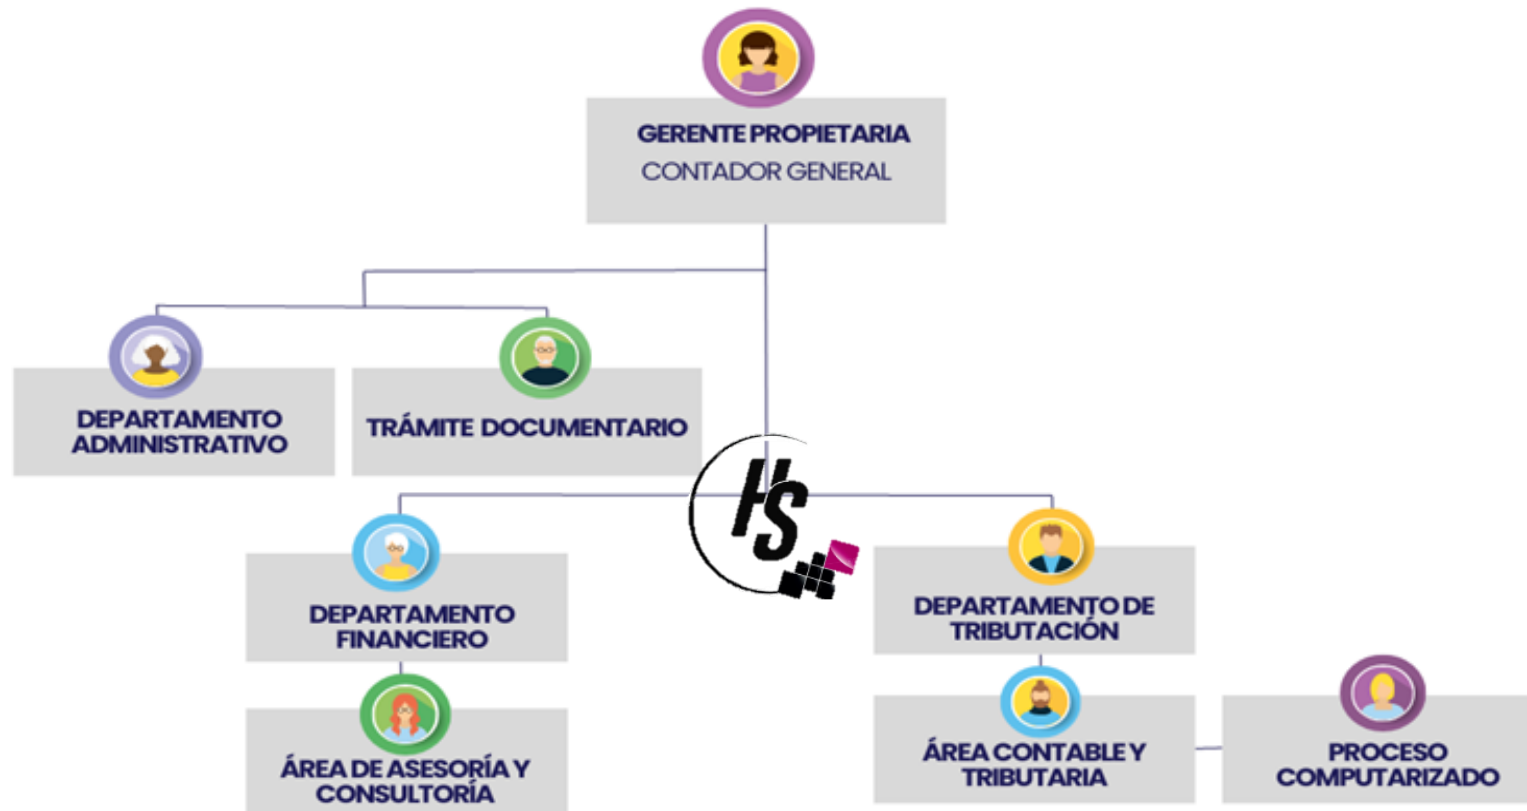 GERENTE PROPIETARIA
CONTADOR GENERAL
DEPARTAMENTO
ADMINISTRATIVO
TRÁMITE DOCUMENTARIO
HS
DEPARTAMENTO
FINANCIERO
DEPARTAMENTO DE
TRIBUTACIÓN
ÁREA DE ASESORÍA Y
CONSULTORÍA
ÁREA CONTABLE Y
TRIBUTARIA
PROCESO
COMPUTARIZADO